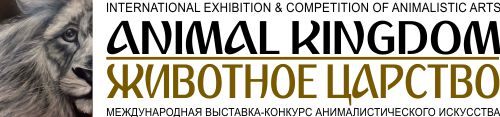 INTERNATIONAL EXHIBITION & COMPETITION OF ANIMALISTIC ARTS
ANIMAL KINGDOM
ЖИВОТНОЕ ЦАРСТВО
МЕЖДУНАРОДНАЯ ВЫСТАВКА-КОНКУРС АНИМАЛИСТИЧЕСКОГО ИСКУССТВА